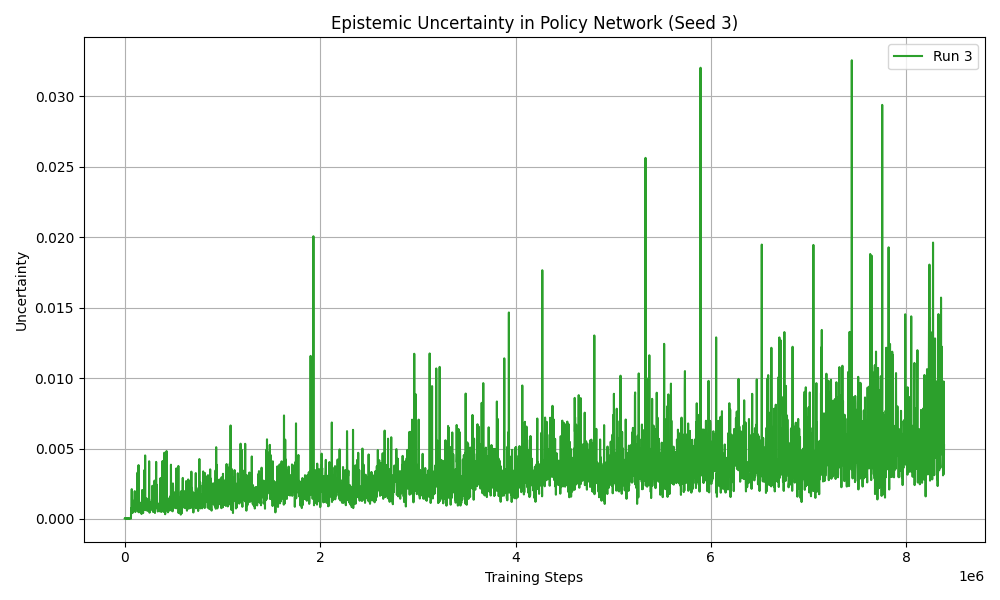 Epistemic Uncertainty in Policy Network (Seed 3)
Run 3
Uncertainty
0.030
0.025
0.020
0.015
0.010
0.005
0.000
0 2 4 6 8
1e6
Training Steps